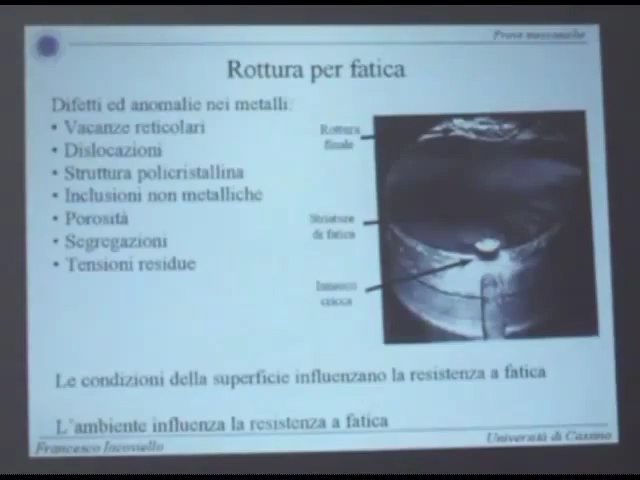 Prove meccaniche
Rottura per fatica
Difetti ed anomalie nei metalli:
• Vacanze reticolari
• Dislocazioni
• Struttura policristallina
• Inclusioni non metalliche
• Porosità
• Segregazioni
• Tensioni residue
Rottura
finale
Striature
di fatica
Innesco
cricca
Le condizioni della superficie influenzano la resistenza a fatica
L'ambiente influenza la resistenza a fatica
Francesco Iacoviello
Università di Cassino